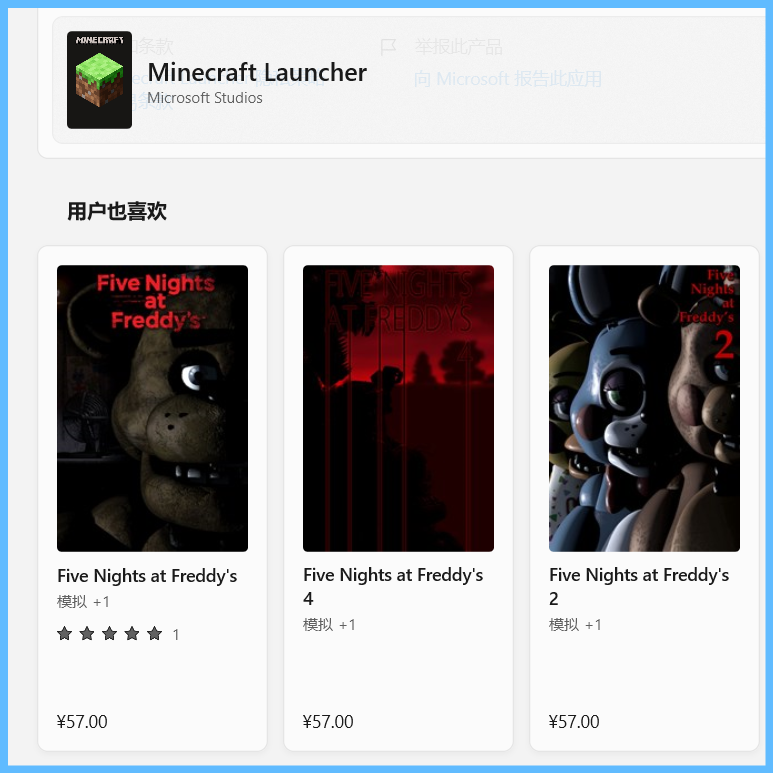 MINECRAFT
Minecraft Launcher
Microsoft Studios
条款
举报此产品
向 Microsoft 报告此应用
条款
用户也喜欢
Five Nights
at
Freddy's
FIVE NIGHTS
AT FREDDY'S
4
Five
Nights
at
Freddy's
2
Five Nights at Freddy's
模拟 +1
1
¥57.00
Five Nights at Freddy's
4
模拟 +1
¥57.00
Five Nights at Freddy's
2
模拟 +1
¥57.00